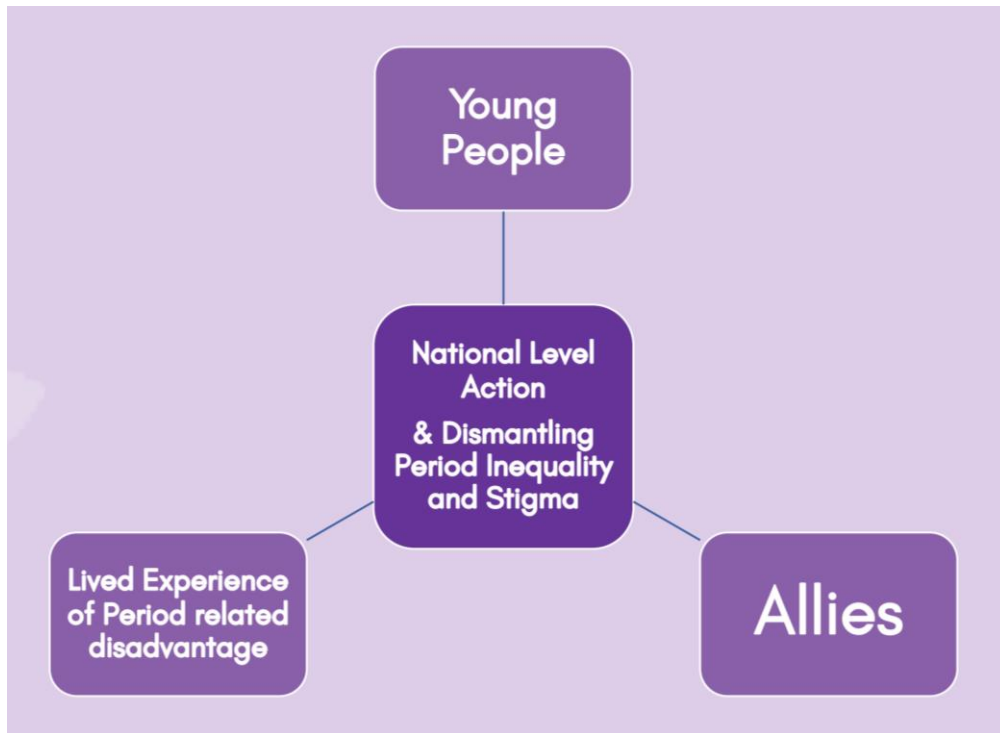 Young
People
National Level
Action
& Dismantling
Period Inequality
and Stigma
Lived Experience
of Period related
disadvantage
Allies